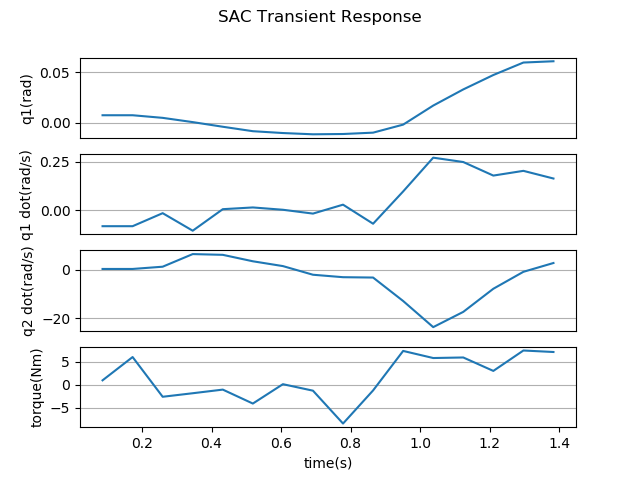 SAC Transient Response
0.05
0.00
q1(rad)
0.25
0.00
q1 dot(rad/s)
0
−20
q2 dot(rad/s)
5
0
−5
torque(Nm)
0.2 0.4 0.6 0.8 1.0 1.2 1.4
time(s)